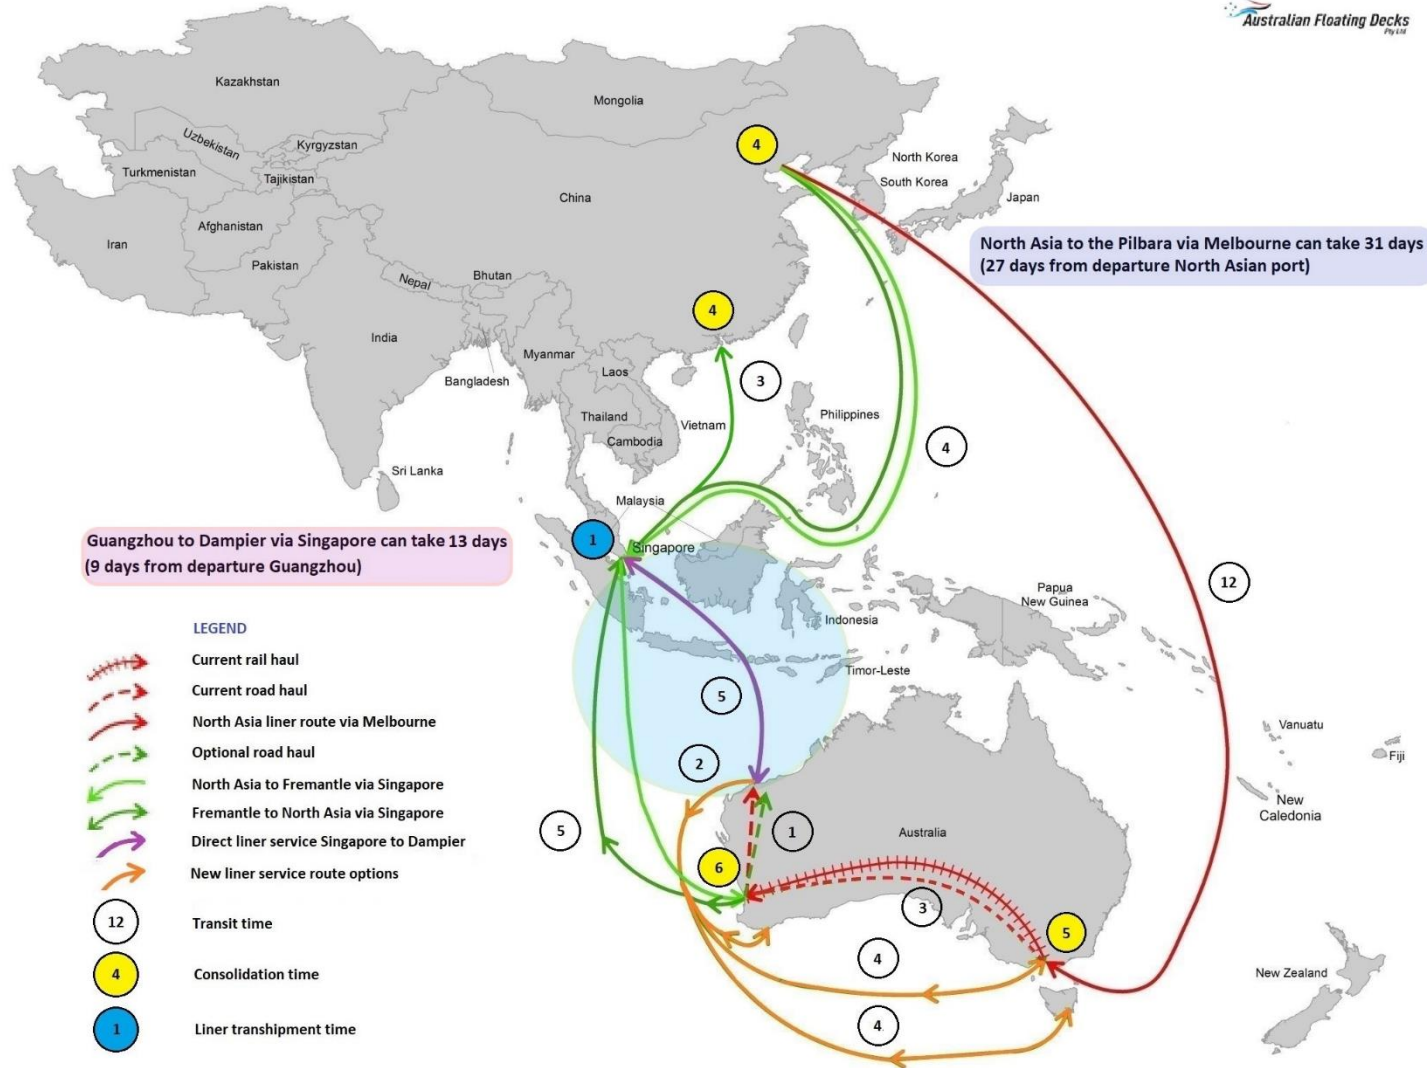 Australian Floating Decks
Pty Ltd
Kazakhstan
Mongolia
Uzbekistan
Kyrgyzstan
Turkmenistan
Tajikistan
4
North Korea
South Korea
Japan
China
Afghanistan
Iran
Pakistan
Nepal
Bhutan
North Asia to the Pilbara via Melbourne can take 31 days
(27 days from departure North Asian port)
4
India
Myanmar
Bangladesh
Laos
3
Thailand
Vietnam
Philippines
Cambodia
4
Sri Lanka
Malaysia
1
Singapore
Guangzhou to Dampier via Singapore can take 13 days
(9 days from departure Guangzhou)
12
Papua
New Guinea
Indonesia
Timor-Leste
LEGEND
Current rail haul
Current road haul
North Asia liner route via Melbourne
Optional road haul
North Asia to Fremantle via Singapore
Fremantle to North Asia via Singapore
Direct liner service Singapore to Dampier
New liner service route options
12
Transit time
4
Consolidation time
1
Liner transhipment time
5
2
Vanuatu
Fiji
New
Caledonia
5
1
Australia
6
3
5
4
New Zealand
4